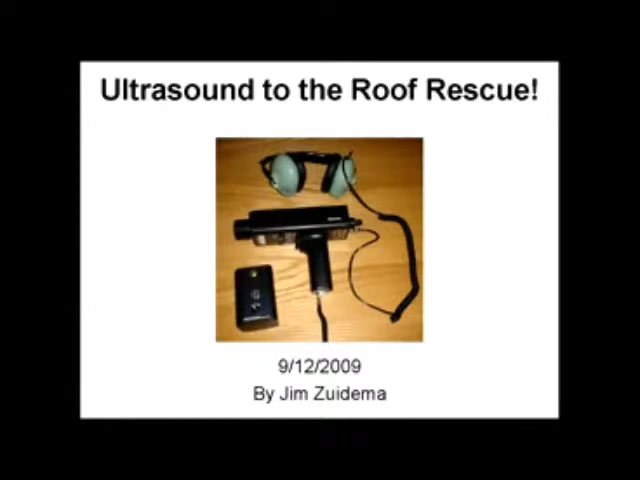 Ultrasound to the Roof Rescue!
9/12/2009
By Jim Zuidema